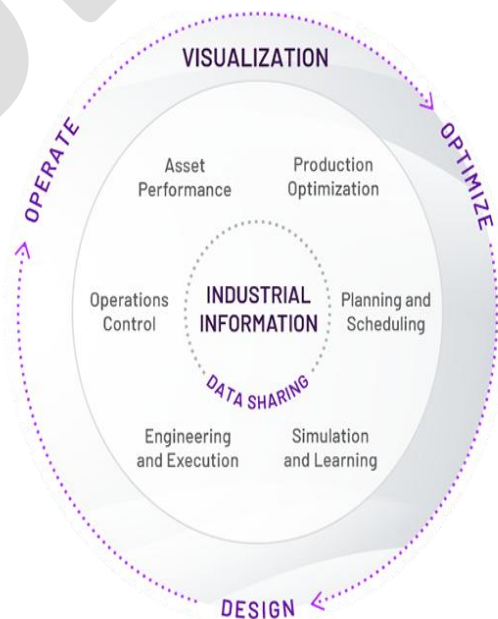 VISUALIZATION
OPERATE
OPTIMIZE
Asset
Performance
Production
Optimization
Operations
Control
INDUSTRIAL
INFORMATION
Planning and
Scheduling
DATA SHARING
Engineering
and Execution
Simulation
and Learning
DESIGN